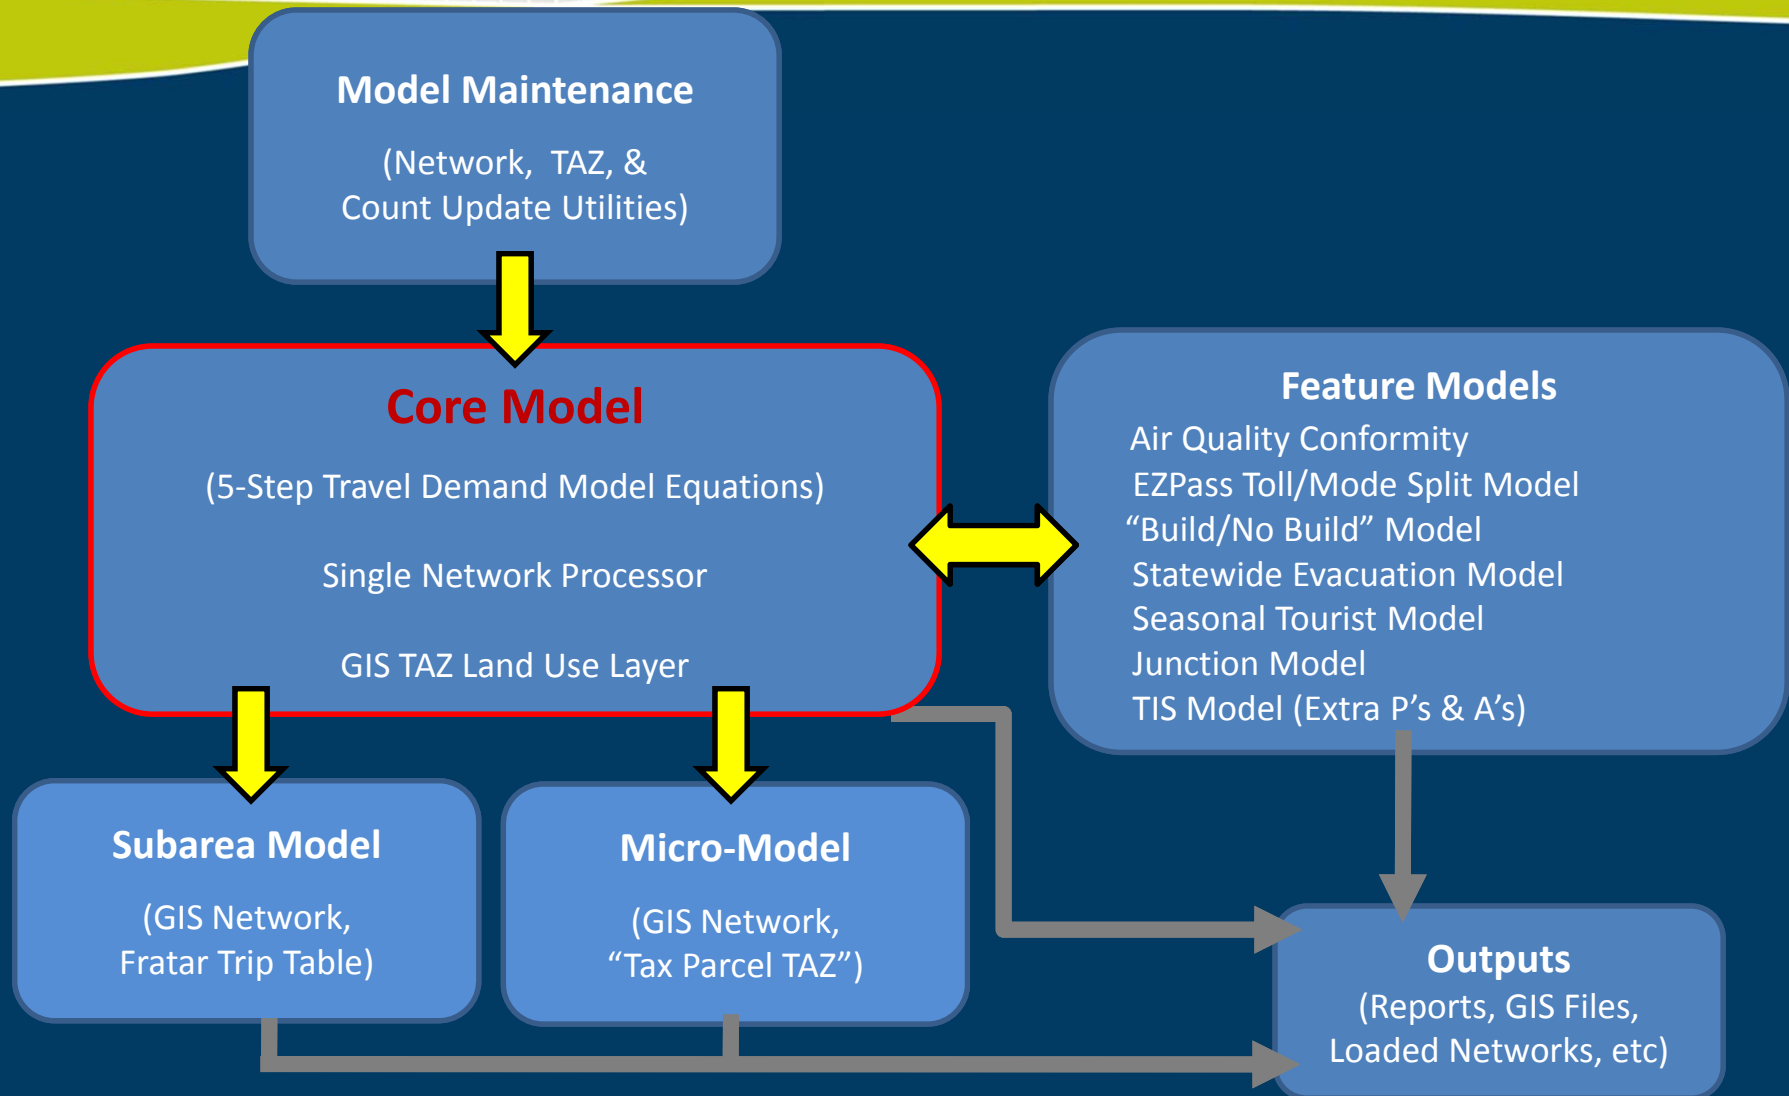 Model Maintenance
(Network, TAZ, &
Count Update Utilities)
Core Model
(5-Step Travel Demand Model Equations)
Single Network Processor
GIS TAZ Land Use Layer
Feature Models
Air Quality Conformity
EZPass Toll/Mode Split Model
“Build/No Build” Model
Statewide Evacuation Model
Seasonal Tourist Model
Junction Model
TIS Model (Extra P’s & A’s)
Subarea Model
(GIS Network,
Fratar Trip Table)
Micro-Model
(GIS Network,
“Tax Parcel TAZ”)
Outputs
(Reports, GIS Files,
Loaded Networks, etc)